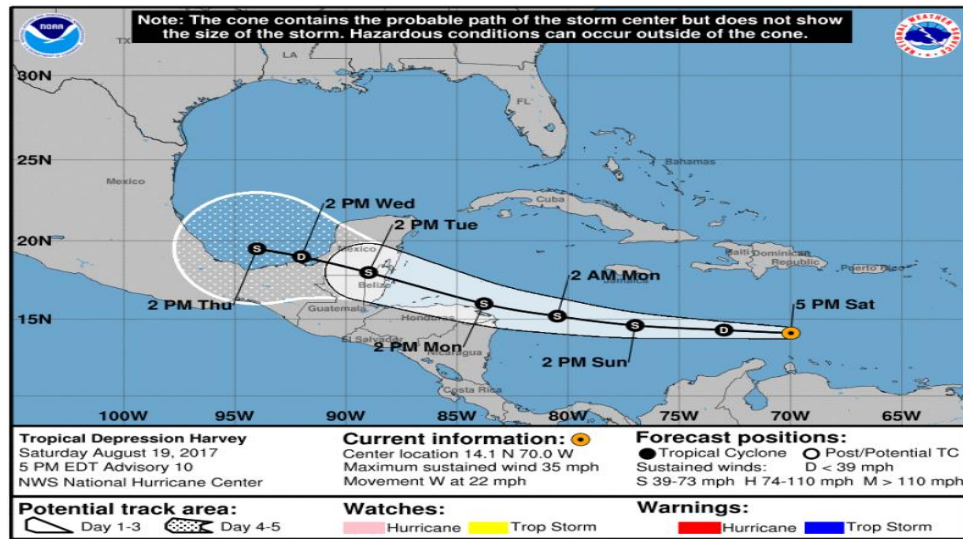 Note: The cone contains the probable path of the storm center but does not show
the size of the storm. Hazardous conditions can occur outside of the cone.
NOAA
NATIONAL WEATHER SERVICE
TX
LA
FL
30N
25N
20N
15N
Mexico
Bahamas
Cuba
Haiti
Dominican
Republic
Puerto Rico
Jamaica
Mexico
Belize
Guatemala
Honduras
El Salvador
Nicaragua
Costa Rica
2 PM Wed
2 PM Tue
2 AM Mon
5 PM Sat
2 PM Thu
2 PM Mon
2 PM Sun
S
D
S
S
S
S
D
100W
95W
90W
85W
80W
75W
70W
65W
Tropical Depression Harvey
Saturday August 19, 2017
5 PM EDT Advisory 10
NWS National Hurricane Center
Current information:
Center location 14.1 N 70.0 W
Maximum sustained wind 35 mph
Movement W at 22 mph
Forecast positions:
Tropical Cyclone Post/Potential TC
Sustained winds: D < 39 mph
S 39-73 mph H 74-110 mph M > 110 mph
Potential track area:
Day 1-3 Day 4-5
Watches:
Hurricane Trop Storm
Warnings:
Hurricane Trop Storm